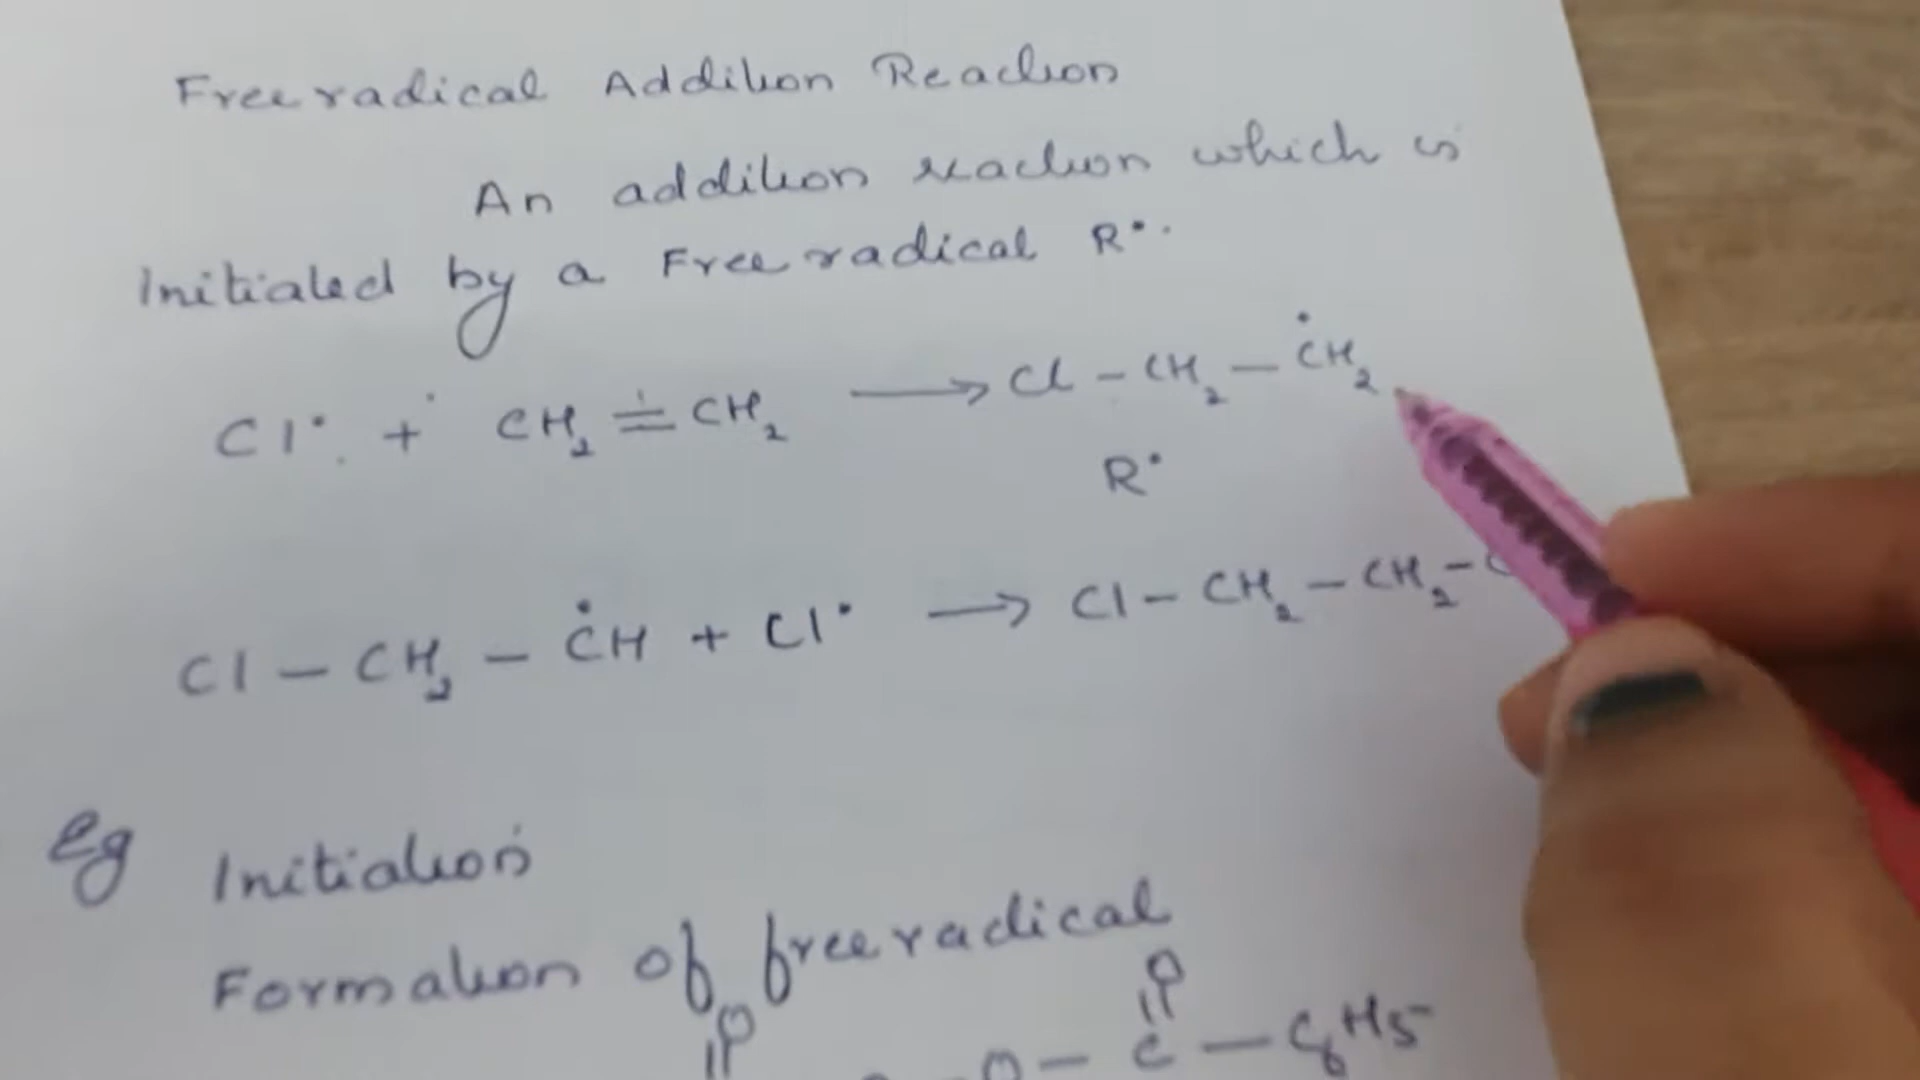 Free radical Addition Reaction
An addition reaction which is
Initiated by a Free radical R•.
Cl• + CH₂ = CH₂ → Cl – CH₂ – ĊH₂
R•
Cl – CH₂ – ĊH + Cl• → Cl – CH₂ – CH₂ –
Eg Initiation
Formation of free radical
O O
O – C – C₆H5